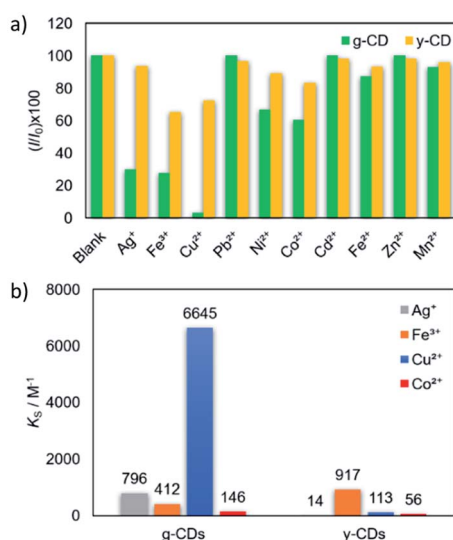 a)
120
100
80
60
40
20
0
(I/I₀)x100
g-CD
y-CD
Blank
Ag⁺
Fe³⁺
Cu²⁺
Pb²⁺
Ni²⁺
Co²⁺
Cd²⁺
Fe²⁺
Zn²⁺
Mn²⁺
b)
8000
6000
4000
2000
0
Kₛ / M⁻¹
Ag⁺
Fe³⁺
Cu²⁺
Co²⁺
796
412
6645
146
14
917
113
56
g-CDs
y-CDs